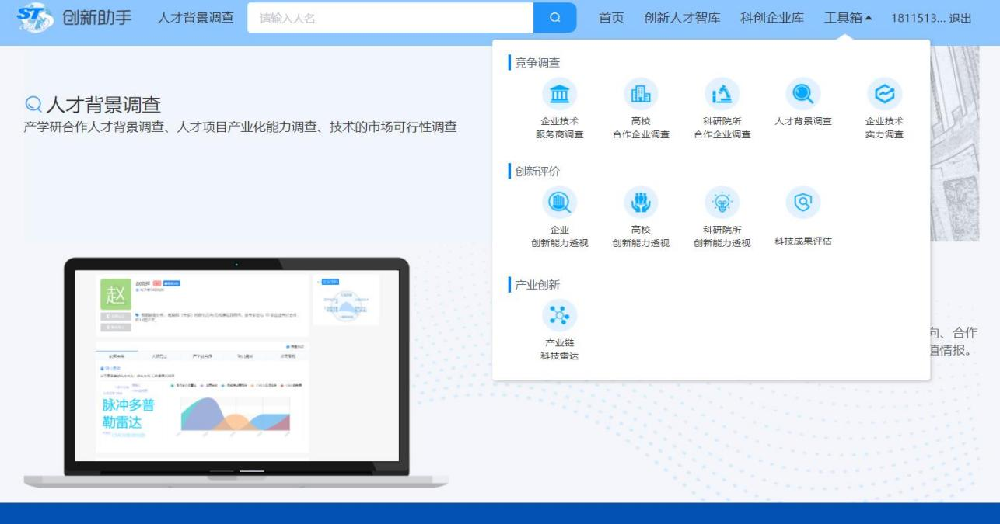 ST
创新助手
人才背景调查
请输入人名
首页
创新人才智库
科创企业库
工具箱
1811513... 退出
人才背景调查
产学研合作人才背景调查、人才项目产业化能力调查、技术的市场可行性调查
竞争调查
企业技术
服务商调查
高校
合作企业调查
科研院所
合作企业调查
人才背景调查
企业技术
实力调查
创新评价
企业
创新能力透视
高校
创新能力透视
科研院所
创新能力透视
科技成果评估
产业创新
产业链
科技雷达
向、合作
值情报。
赵
脉冲多普
勒雷达